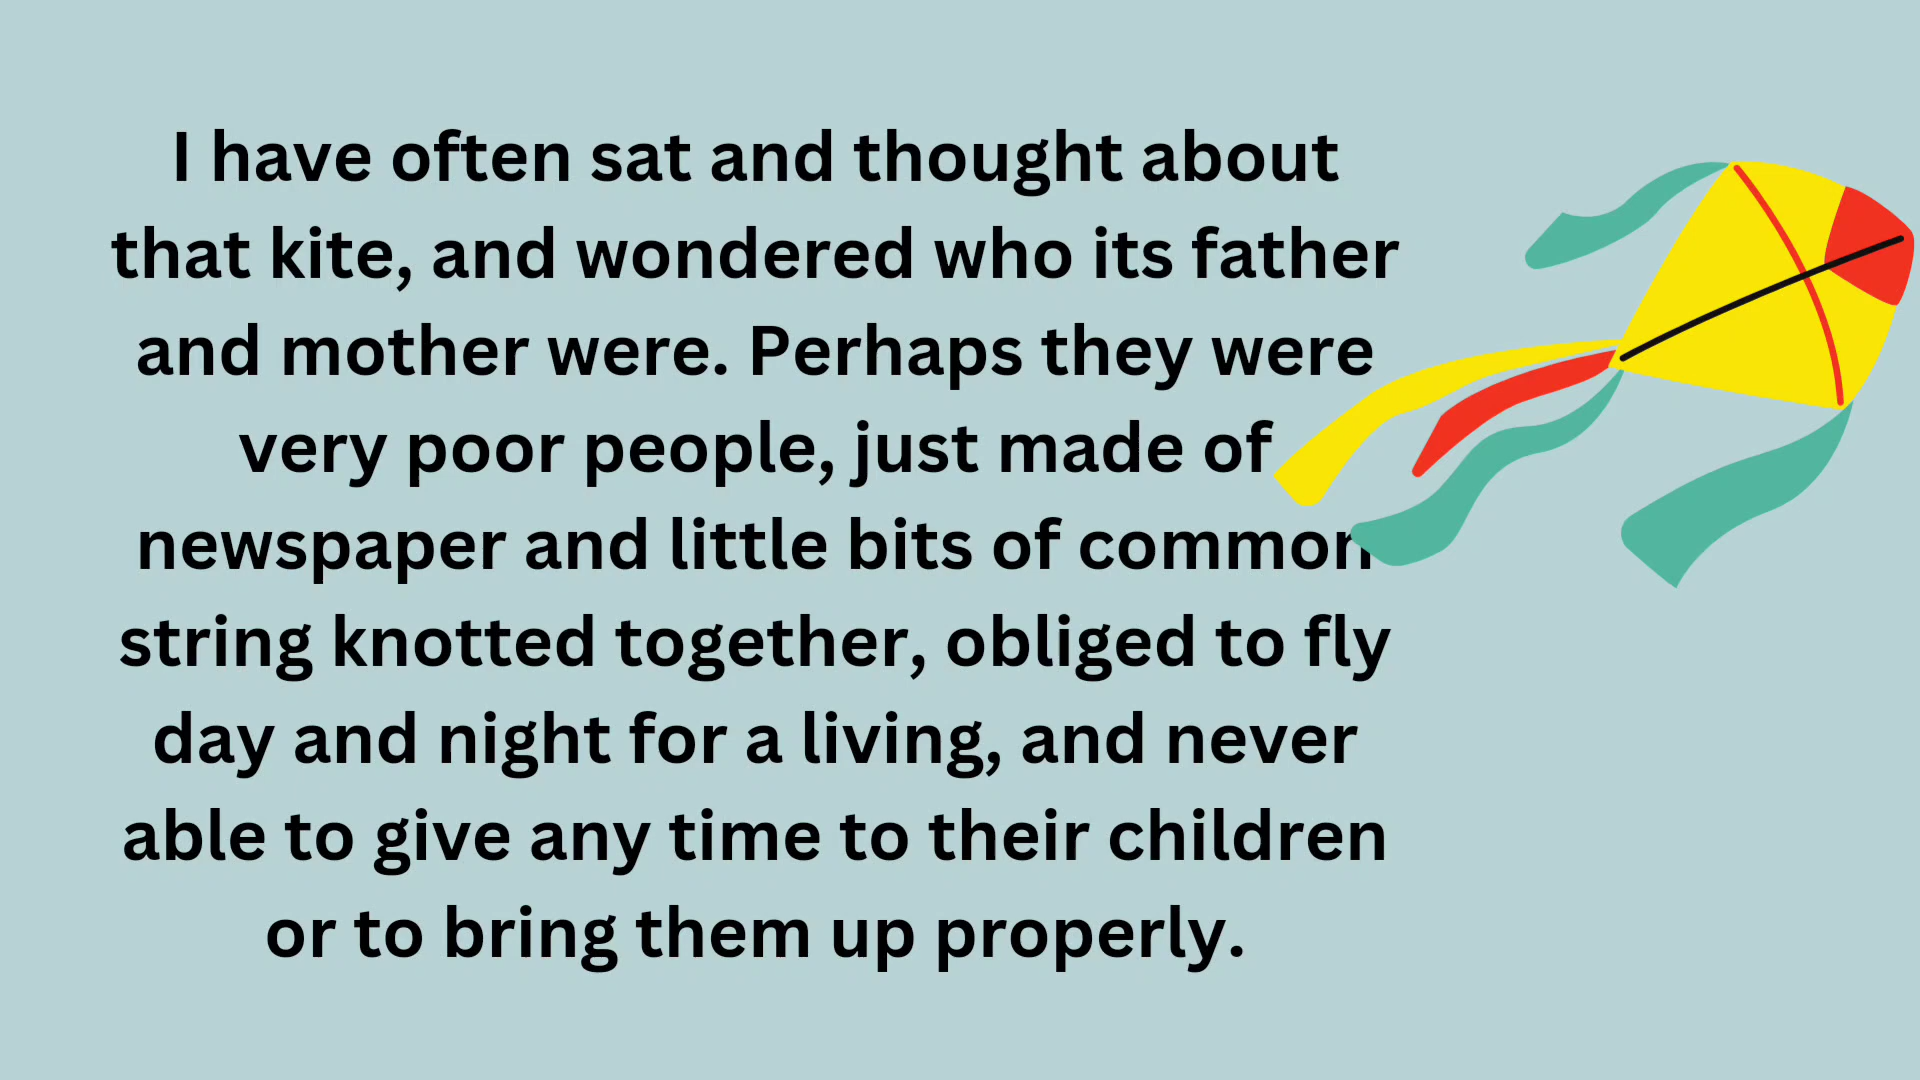 I have often sat and thought about
that kite, and wondered who its father
and mother were. Perhaps they were
very poor people, just made of
newspaper and little bits of common
string knotted together, obliged to fly
day and night for a living, and never
able to give any time to their children
or to bring them up properly.